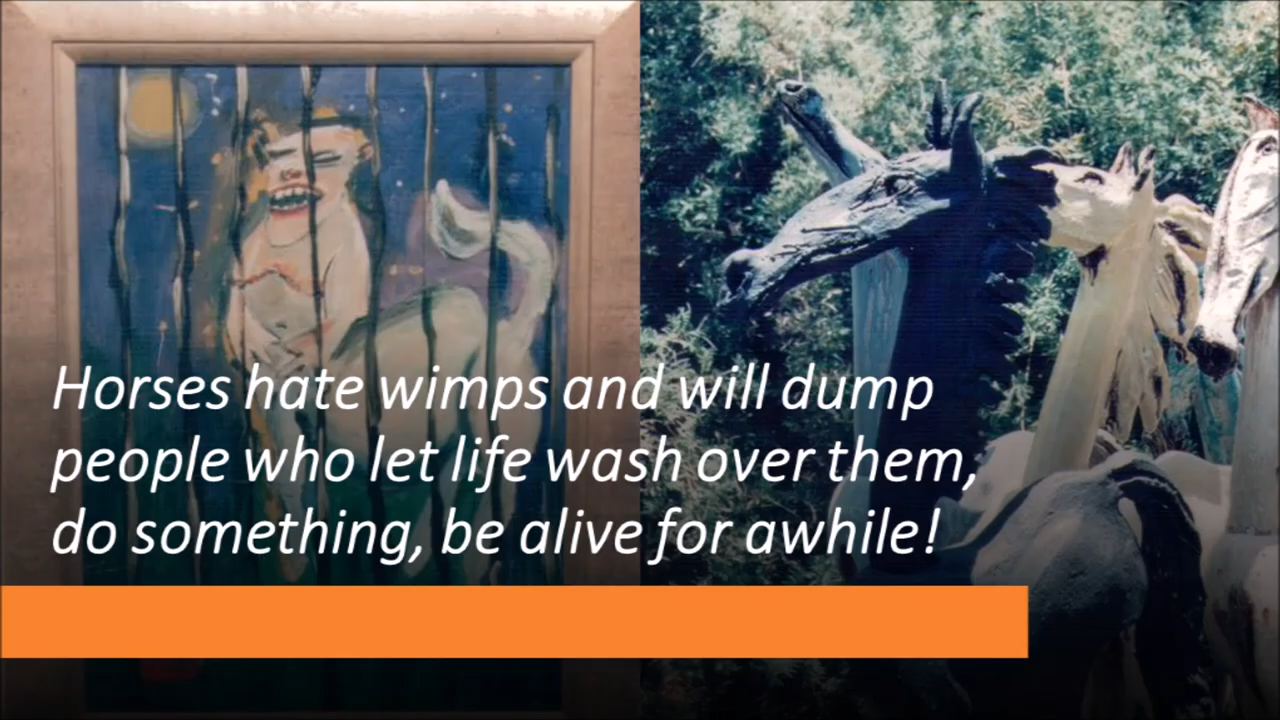 Horses hate wimps and will dump
people who let life wash over them,
do something, be alive for awhile!